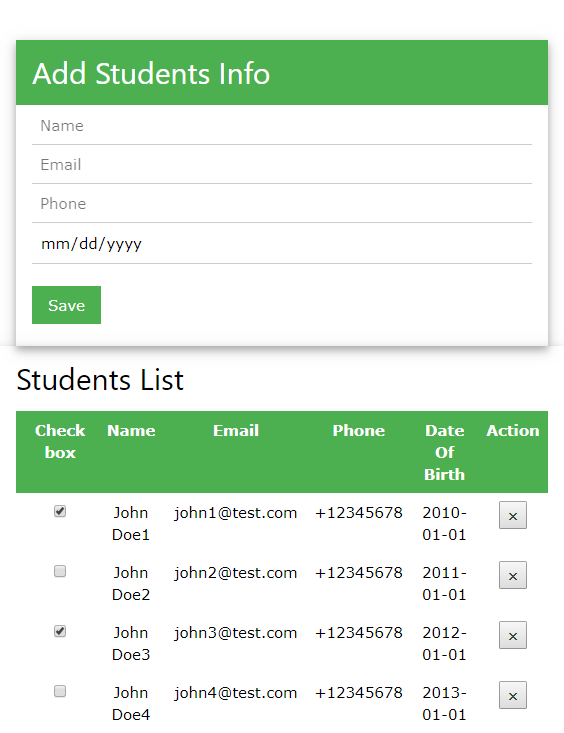 Add Students Info
Name
Email
Phone
mm/dd/yyyy
Save
Students List
Check box Name Email Phone Date Of Birth Action
John Doe1 john1@test.com +12345678 2010-01-01 ×
John Doe2 john2@test.com +12345678 2011-01-01 ×
John Doe3 john3@test.com +12345678 2012-01-01 ×
John Doe4 john4@test.com +12345678 2013-01-01 ×